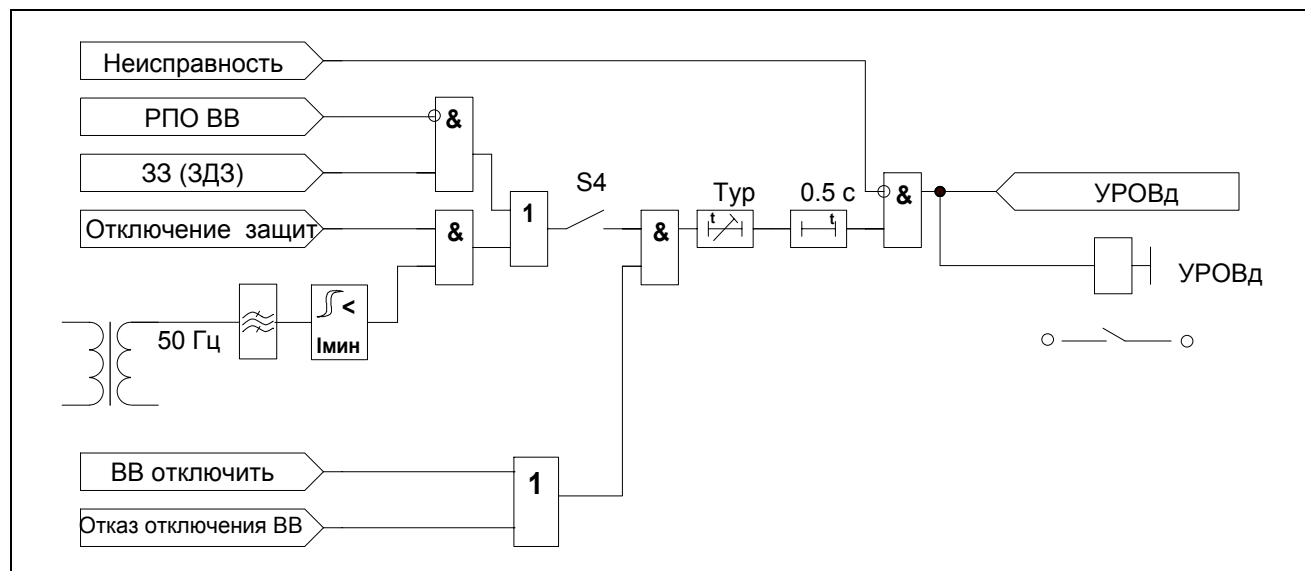 Неисправность
РПО ВВ
ЗЗ (ЗДЗ)
Отключение защит
50 Гц
<
Iмин
ВВ отключить
Отказ отключения ВВ
&
&
1
S4
&
1
Тур
t
0.5 с
t
&
УРОВд
УРОВд